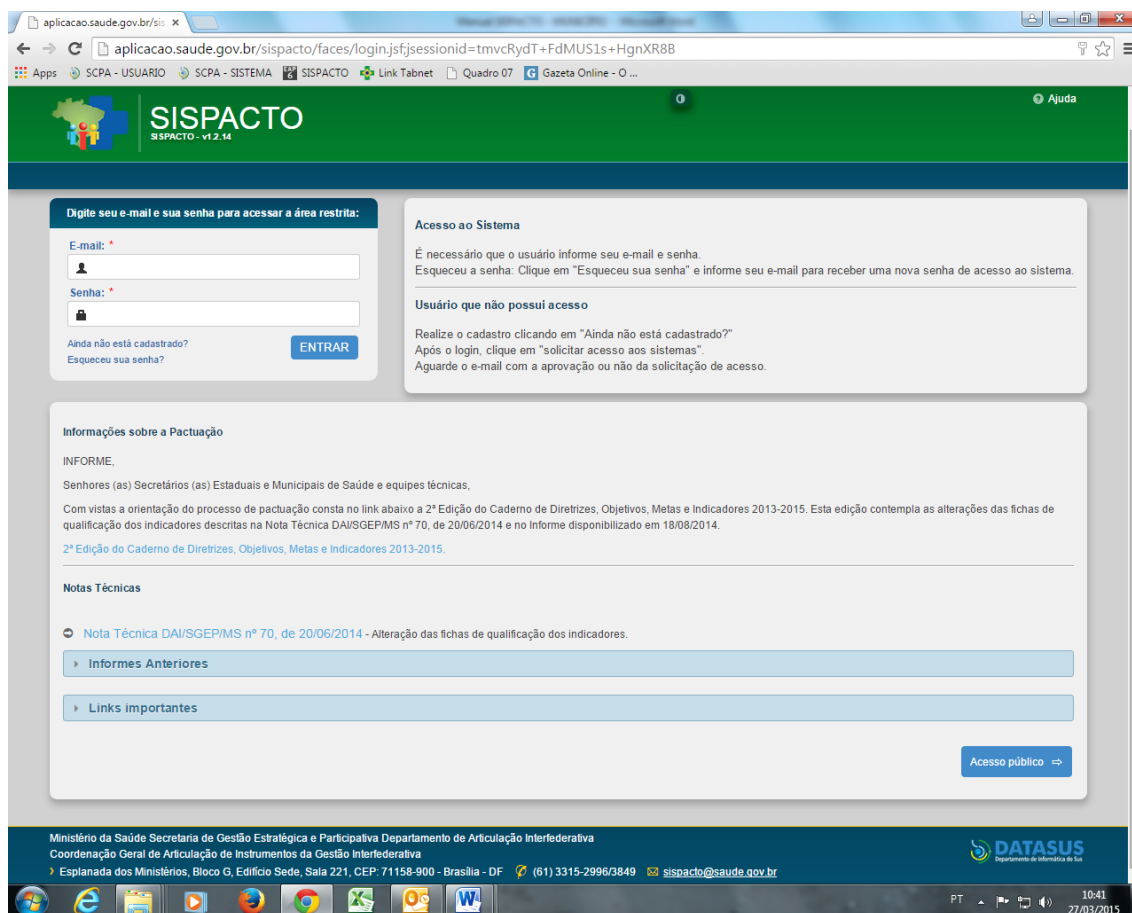 aplicacao.saude.gov.br/sis
aplicacao.saude.gov.br/sispacto/faces/login.jsf;jsessionid=tmvcRydT+FdMUS1s+HgnXR8B
Apps SCPA - USUARIO SCPA - SISTEMA SISPACTO Link Tabnet Quadro 07 Gazeta Online - O ...
Ajuda
SISPACTO
SISPACTO - v1.2.14
Digite seu e-mail e sua senha para acessar a área restrita:
E-mail: *
Senha: *
Ainda não está cadastrado?
Esqueceu sua senha?
ENTRAR
Acesso ao Sistema
É necessário que o usuário informe seu e-mail e senha.
Esqueceu a senha: Clique em "Esqueceu sua senha" e informe seu e-mail para receber uma nova senha de acesso ao sistema.
Usuário que não possui acesso
Realize o cadastro clicando em "Ainda não está cadastrado?"
Após o login, clique em "solicitar acesso aos sistemas".
Aguarde o e-mail com a aprovação ou não da solicitação de acesso.
Informações sobre a Pactuação
INFORME,
Senhores (as) Secretários (as) Estaduais e Municipais de Saúde e equipes técnicas,
Com vistas a orientação do processo de pactuação consta no link abaixo a 2ª Edição do Caderno de Diretrizes, Objetivos, Metas e Indicadores 2013-2015. Esta edição contempla as alterações das fichas de
qualificação dos indicadores descritas na Nota Técnica DAI/SGEP/MS nº 70, de 20/06/2014 e no Informe disponibilizado em 18/08/2014.
2ª Edição do Caderno de Diretrizes, Objetivos, Metas e Indicadores 2013-2015.
Notas Técnicas
Nota Técnica DAI/SGEP/MS nº 70, de 20/06/2014 - Alteração das fichas de qualificação dos indicadores.
Informes Anteriores
Links importantes
Acesso público
Ministério da Saúde Secretaria de Gestão Estratégica e Participativa Departamento de Articulação Interfederativa
Coordenação Geral de Articulação de Instrumentos da Gestão Interfederativa
Esplanada dos Ministérios, Bloco G, Edifício Sede, Sala 221, CEP: 71158-900 - Brasília - DF (61) 3315-2996/3849 sispacto@saude.gov.br
DATASUS
Departamento de Informática do Sus
PT
10:41
27/03/2015